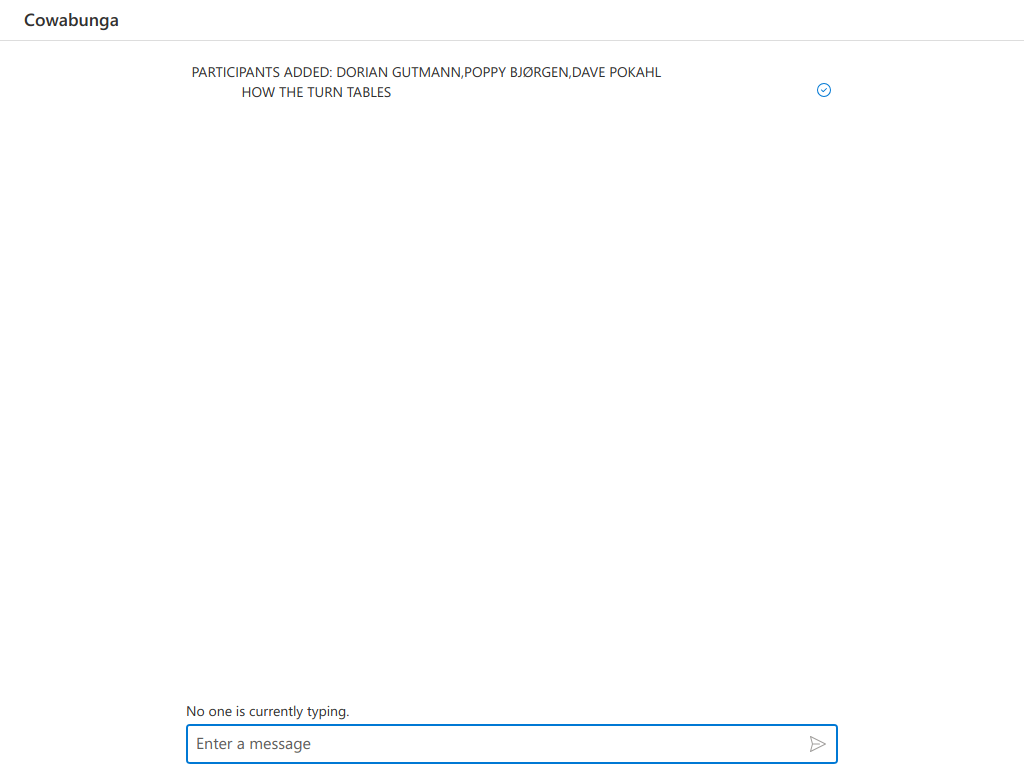 Cowabunga
PARTICIPANTS ADDED: DORIAN GUTMANN,POPPY BJØRGEN,DAVE POKAHL
HOW THE TURN TABLES
No one is currently typing.
Enter a message